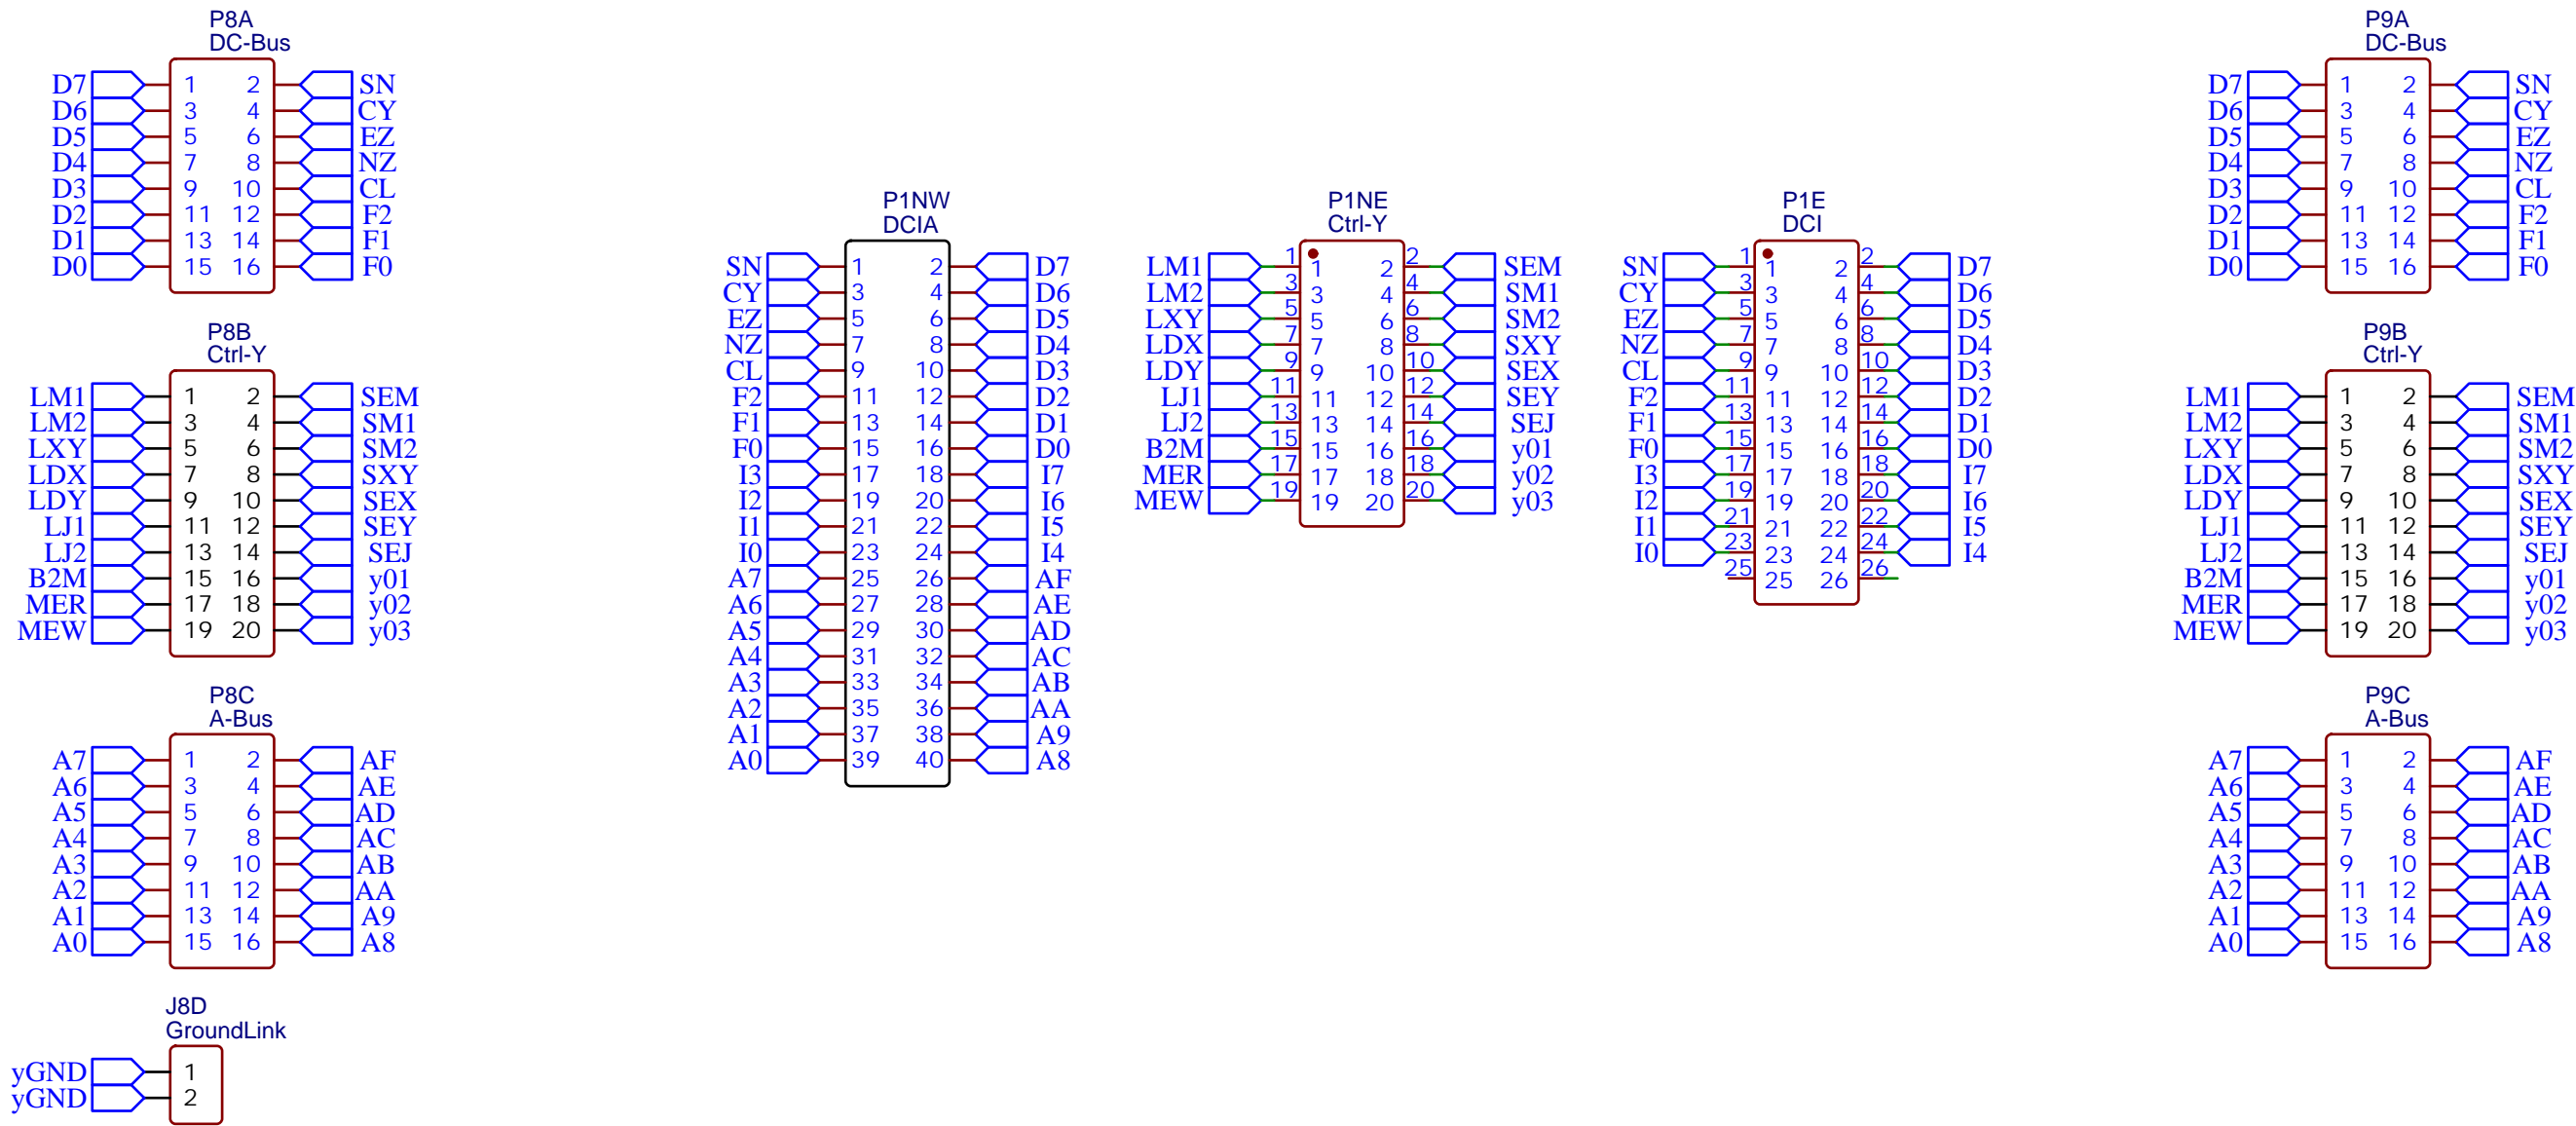 P8A
DC-Bus
D7 1 2 SN
D6 3 4 CY
D5 5 6 EZ
D4 7 8 NZ
D3 9 10 CL
D2 11 12 F2
D1 13 14 F1
D0 15 16 F0
P8B
Ctrl-Y
LM1 1 2 SEM
LM2 3 4 SM1
LXY 5 6 SM2
LDX 7 8 SXY
LDY 9 10 SEX
LJ1 11 12 SEY
LJ2 13 14 SEJ
B2M 15 16 y01
MER 17 18 y02
MEW 19 20 y03
P8C
A-Bus
A7 1 2 AF
A6 3 4 AE
A5 5 6 AD
A4 7 8 AC
A3 9 10 AB
A2 11 12 AA
A1 13 14 A9
A0 15 16 A8
J8D
GroundLink
yGND 1
yGND 2
P1NW
DCIA
SN 1 2 D7
CY 3 4 D6
EZ 5 6 D5
NZ 7 8 D4
CL 9 10 D3
F2 11 12 D2
F1 13 14 D1
F0 15 16 D0
I3 17 18 I7
I2 19 20 I6
I1 21 22 I5
I0 23 24 I4
A7 25 26 AF
A6 27 28 AE
A5 29 30 AD
A4 31 32 AC
A3 33 34 AB
A2 35 36 AA
A1 37 38 A9
A0 39 40 A8
P1NE
Ctrl-Y
LM1 1 1 2 2 SEM
LM2 3 3 4 4 SM1
LXY 5 5 6 6 SM2
LDX 7 7 8 8 SXY
LDY 9 9 10 10 SEX
LJ1 11 11 12 12 SEY
LJ2 13 13 14 14 SEJ
B2M 15 15 16 16 y01
MER 17 17 18 18 y02
MEW 19 19 20 20 y03
P1E
DCI
SN 1 1 2 2 D7
CY 3 3 4 4 D6
EZ 5 5 6 6 D5
NZ 7 7 8 8 D4
CL 9 9 10 10 D3
F2 11 11 12 12 D2
F1 13 13 14 14 D1
F0 15 15 16 16 D0
I3 17 17 18 18 I7
I2 19 19 20 20 I6
I1 21 21 22 22 I5
I0 23 23 24 24 I4
25 25 26 26
P9A
DC-Bus
D7 1 2 SN
D6 3 4 CY
D5 5 6 EZ
D4 7 8 NZ
D3 9 10 CL
D2 11 12 F2
D1 13 14 F1
D0 15 16 F0
P9B
Ctrl-Y
LM1 1 2 SEM
LM2 3 4 SM1
LXY 5 6 SM2
LDX 7 8 SXY
LDY 9 10 SEX
LJ1 11 12 SEY
LJ2 13 14 SEJ
B2M 15 16 y01
MER 17 18 y02
MEW 19 20 y03
P9C
A-Bus
A7 1 2 AF
A6 3 4 AE
A5 5 6 AD
A4 7 8 AC
A3 9 10 AB
A2 11 12 AA
A1 13 14 A9
A0 15 16 A8